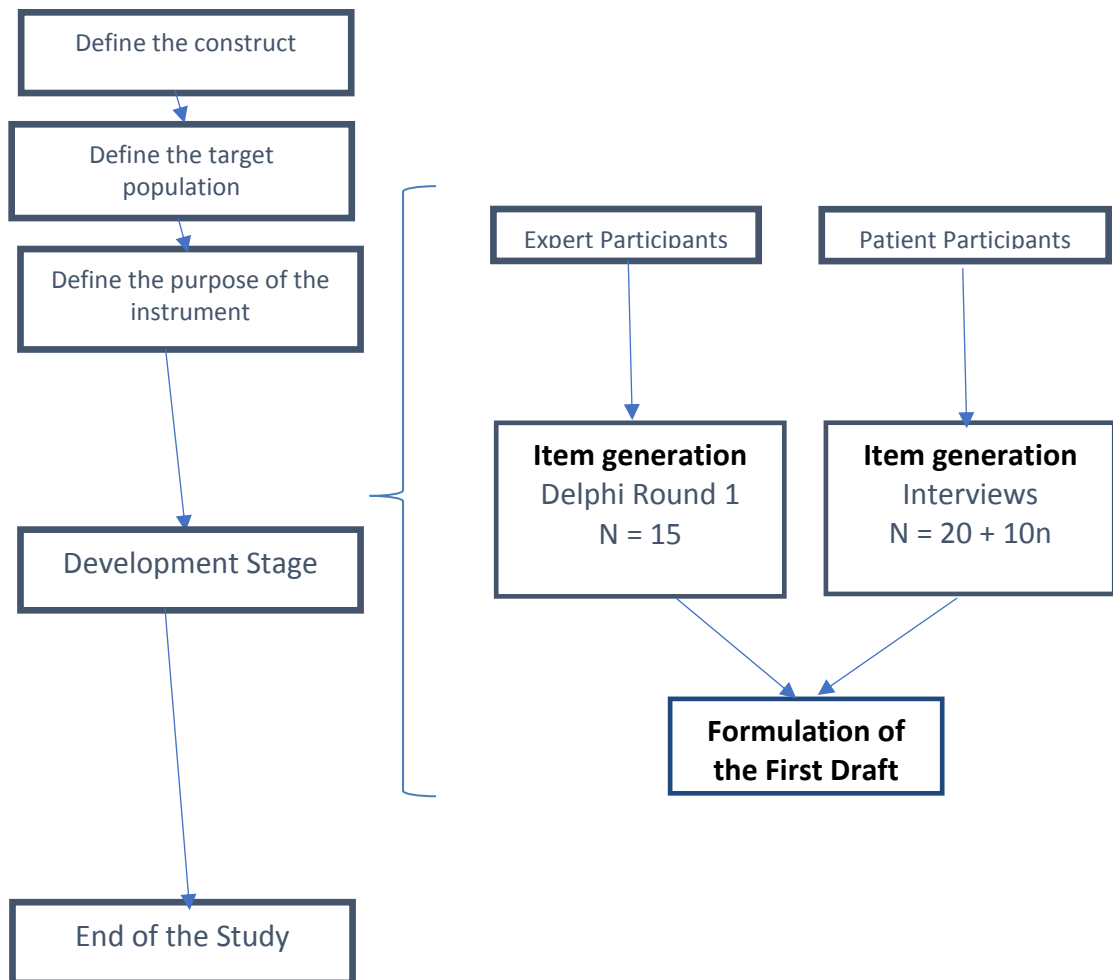 Define the construct
Define the target
population
Define the purpose of the
instrument
Development Stage
End of the Study
Expert Participants
Patient Participants
Item generation
Delphi Round 1
N = 15
Item generation
Interviews
N = 20 + 10n
Formulation of
the First Draft